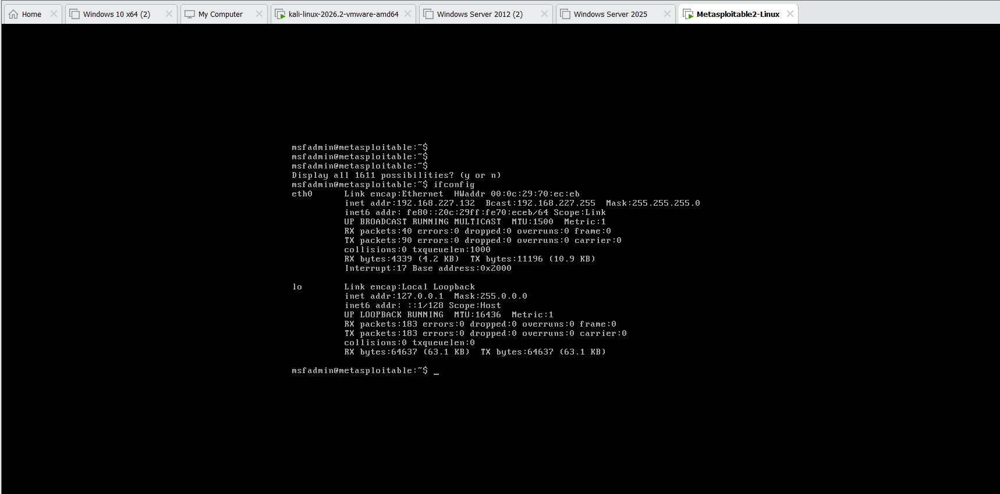 Home
Windows 10 x64 (2)
My Computer
kali-linux-2026.2-vmware-amd64
Windows Server 2012 (2)
Windows Server 2025
Metasploitable2-Linux
msfadmin@metasploitable:~$
msfadmin@metasploitable:~$
msfadmin@metasploitable:~$
Display all 1611 possibilities? (y or n)
msfadmin@metasploitable:~$ ifconfig
eth0      Link encap:Ethernet  HWaddr 00:0c:29:70:ec:eb
          inet addr:192.168.227.132  Bcast:192.168.227.255  Mask:255.255.255.0
          inet6 addr: fe80::20c:29ff:fe70:eceb/64 Scope:Link
          UP BROADCAST RUNNING MULTICAST  MTU:1500  Metric:1
          RX packets:40 errors:0 dropped:0 overruns:0 frame:0
          TX packets:90 errors:0 dropped:0 overruns:0 carrier:0
          collisions:0 txqueuelen:1000
          RX bytes:4339 (4.2 KB)  TX bytes:11196 (10.9 KB)
          Interrupt:17 Base address:0x2000
lo        Link encap:Local Loopback
          inet addr:127.0.0.1  Mask:255.0.0.0
          inet6 addr: ::1/128 Scope:Host
          UP LOOPBACK RUNNING  MTU:16436  Metric:1
          RX packets:183 errors:0 dropped:0 overruns:0 frame:0
          TX packets:183 errors:0 dropped:0 overruns:0 carrier:0
          collisions:0 txqueuelen:0
          RX bytes:64637 (63.1 KB)  TX bytes:64637 (63.1 KB)
msfadmin@metasploitable:~$ _